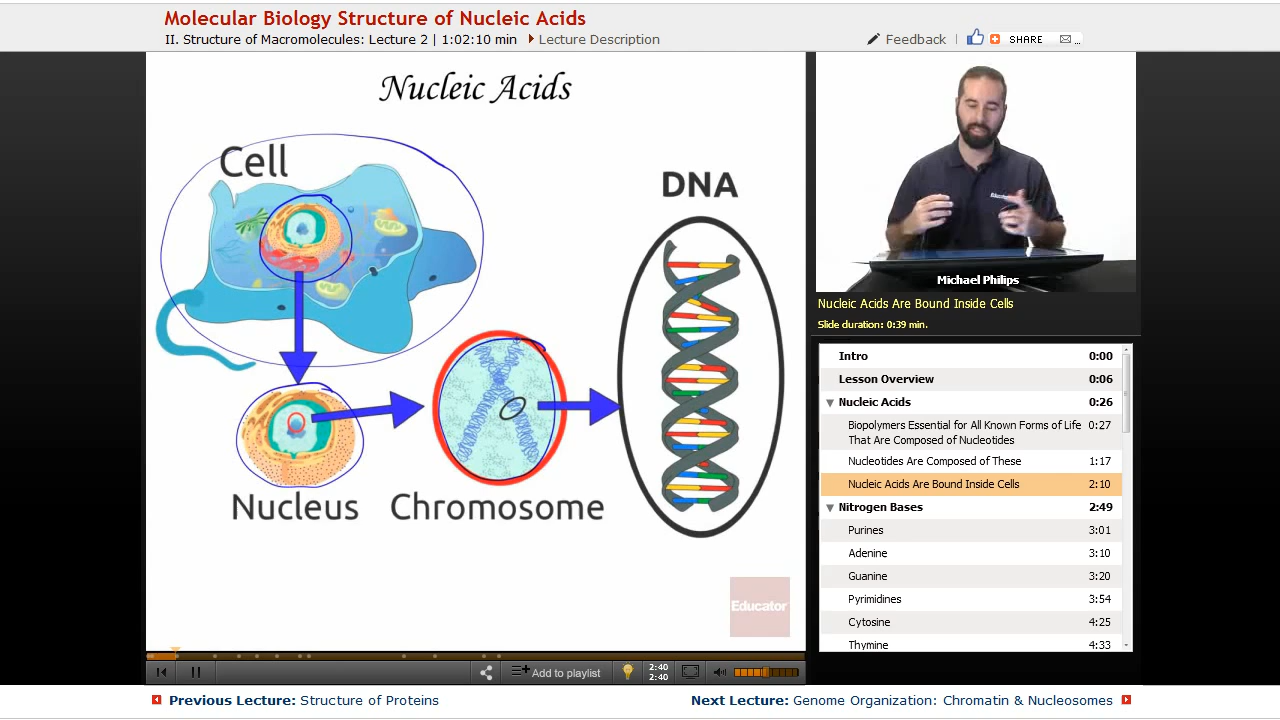 Molecular Biology Structure of Nucleic Acids
II. Structure of Macromolecules: Lecture 2 | 1:02:10 min Lecture Description
Feedback | SHARE ...
Nucleic Acids
Cell
DNA
Nucleus
Chromosome
Educator
Michael Philips
Nucleic Acids Are Bound Inside Cells
Slide duration: 0:39 min.
Intro 0:00
Lesson Overview 0:06
Nucleic Acids 0:26
Biopolymers Essential for All Known Forms of Life 0:27
That Are Composed of Nucleotides
Nucleotides Are Composed of These 1:17
Nucleic Acids Are Bound Inside Cells 2:10
Nitrogen Bases 2:49
Purines 3:01
Adenine 3:10
Guanine 3:20
Pyrimidines 3:54
Cytosine 4:25
Thymine 4:33
Add to playlist
2:40
2:40
Previous Lecture: Structure of Proteins
Next Lecture: Genome Organization: Chromatin & Nucleosomes